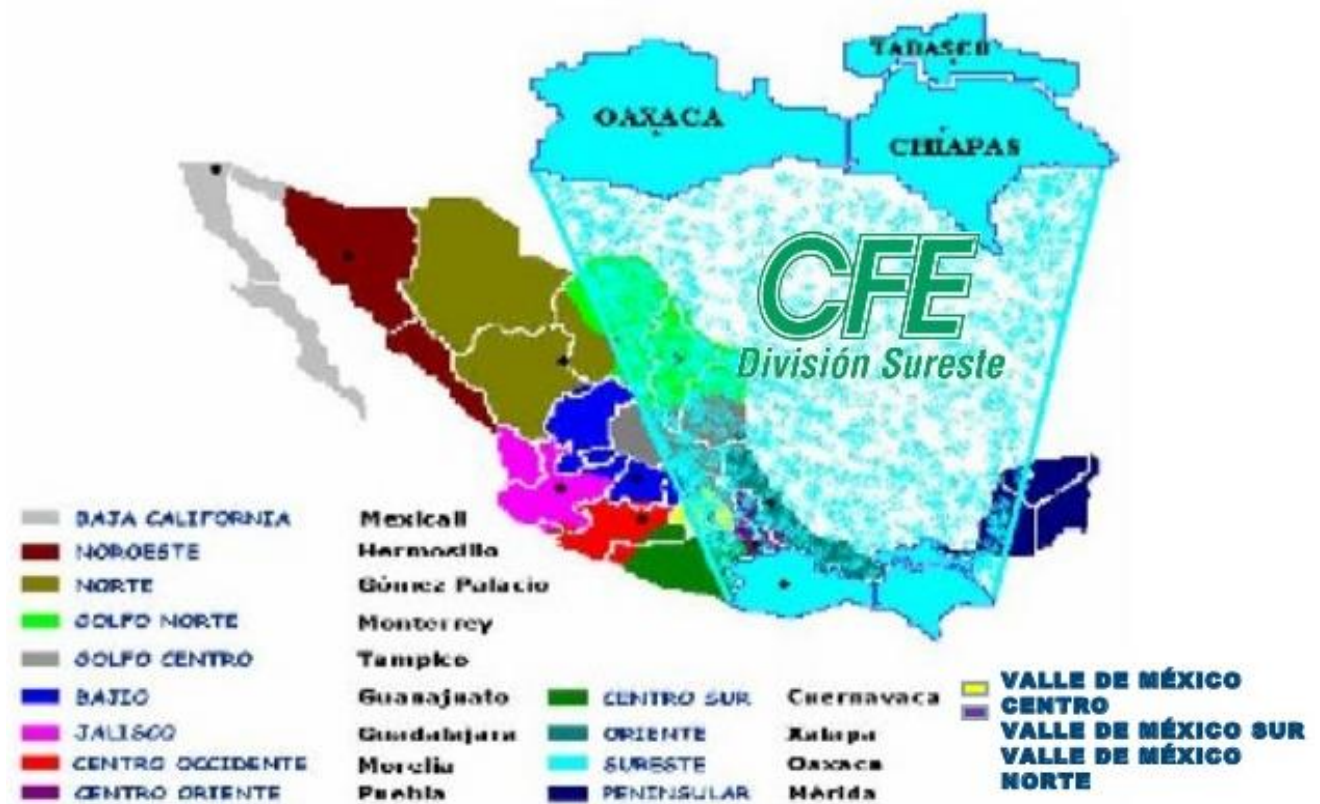 TABASCO
OAXACA
CHIAPAS
CFE
División Sureste
BAJA CALIFORNIA Mexicali
NOROESTE Hermosillo
NORTE Gómez Palacio
GOLFO NORTE Monterrey
GOLFO CENTRO Tampico
BAJIO Guanajuato
JALISCO Guadalajara
CENTRO OCCIDENTE Morelia
CENTRO ORIENTE Puebla
CENTRO SUR Cuernavaca
ORIENTE Xalapa
SURESTE Oaxaca
PENINSULAR Mérida
VALLE DE MÉXICO
CENTRO
VALLE DE MÉXICO SUR
VALLE DE MÉXICO
NORTE